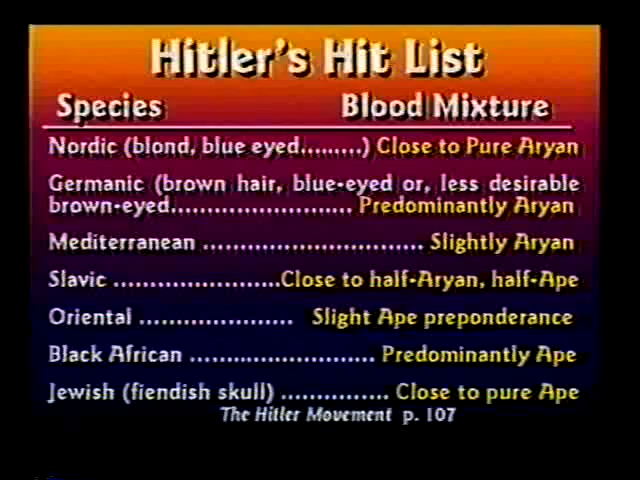 Hitler's Hit List
Species Blood Mixture
Nordic (blond, blue eyed.........) Close to Pure Aryan
Germanic (brown hair, blue-eyed or, less desirable
brown-eyed........................ Predominantly Aryan
Mediterranean ............................. Slightly Aryan
Slavic ......................Close to half-Aryan, half-Ape
Oriental ..................... Slight Ape preponderance
Black African ......................... Predominantly Ape
Jewish (fiendish skull) ............... Close to pure Ape
The Hitler Movement p. 107